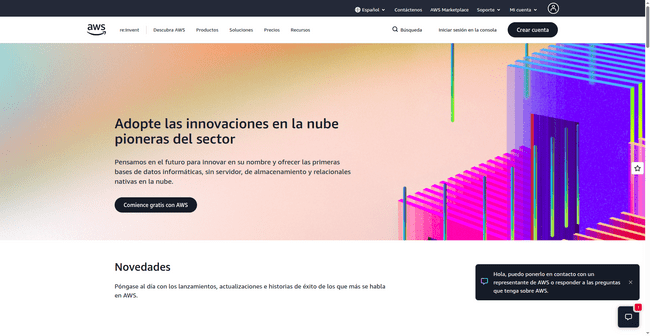 Español
Contáctenos
AWS Marketplace
Soporte
Mi cuenta
aws
re:Invent
Descubra AWS
Productos
Soluciones
Precios
Recursos
Búsqueda
Iniciar sesión en la consola
Crear cuenta
Adopte las innovaciones en la nube
pioneras del sector
Pensamos en el futuro para innovar en su nombre y ofrecer las primeras
bases de datos informáticas, sin servidor, de almacenamiento y relacionales
nativas en la nube.
Comience gratis con AWS
Novedades
Póngase al día con los lanzamientos, actualizaciones e historias de éxito de los que más se habla
en AWS.
Hola, puedo ponerlo en contacto con un
representante de AWS o responder a las preguntas
que tenga sobre AWS.
1